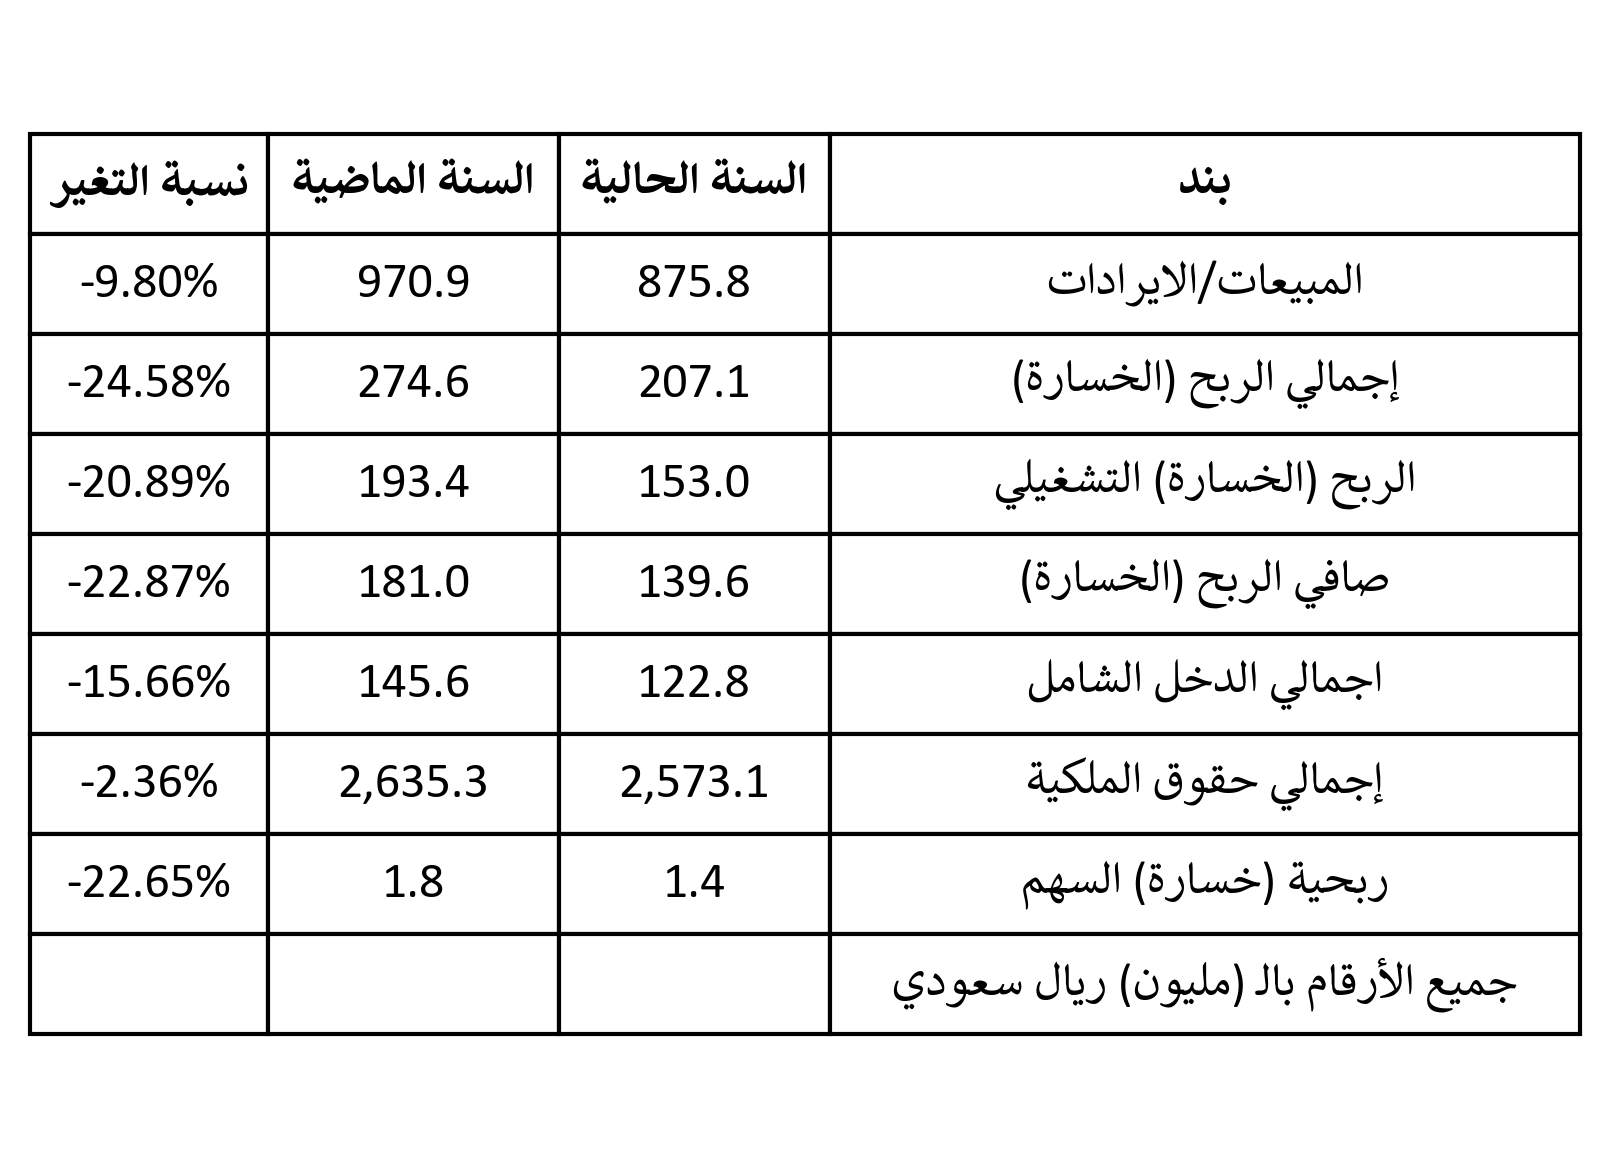 بند السنة الحالية السنة الماضية نسبة التغير
المبيعات/الايرادات 875.8 970.9 -9.80%
إجمالي الربح (الخسارة) 207.1 274.6 -24.58%
الربح (الخسارة) التشغيلي 153.0 193.4 -20.89%
صافي الربح (الخسارة) 139.6 181.0 -22.87%
اجمالي الدخل الشامل 122.8 145.6 -15.66%
إجمالي حقوق الملكية 2,573.1 2,635.3 -2.36%
ربحية (خسارة) السهم 1.4 1.8 -22.65%
جميع الأرقام بالـ (مليون) ريال سعودي